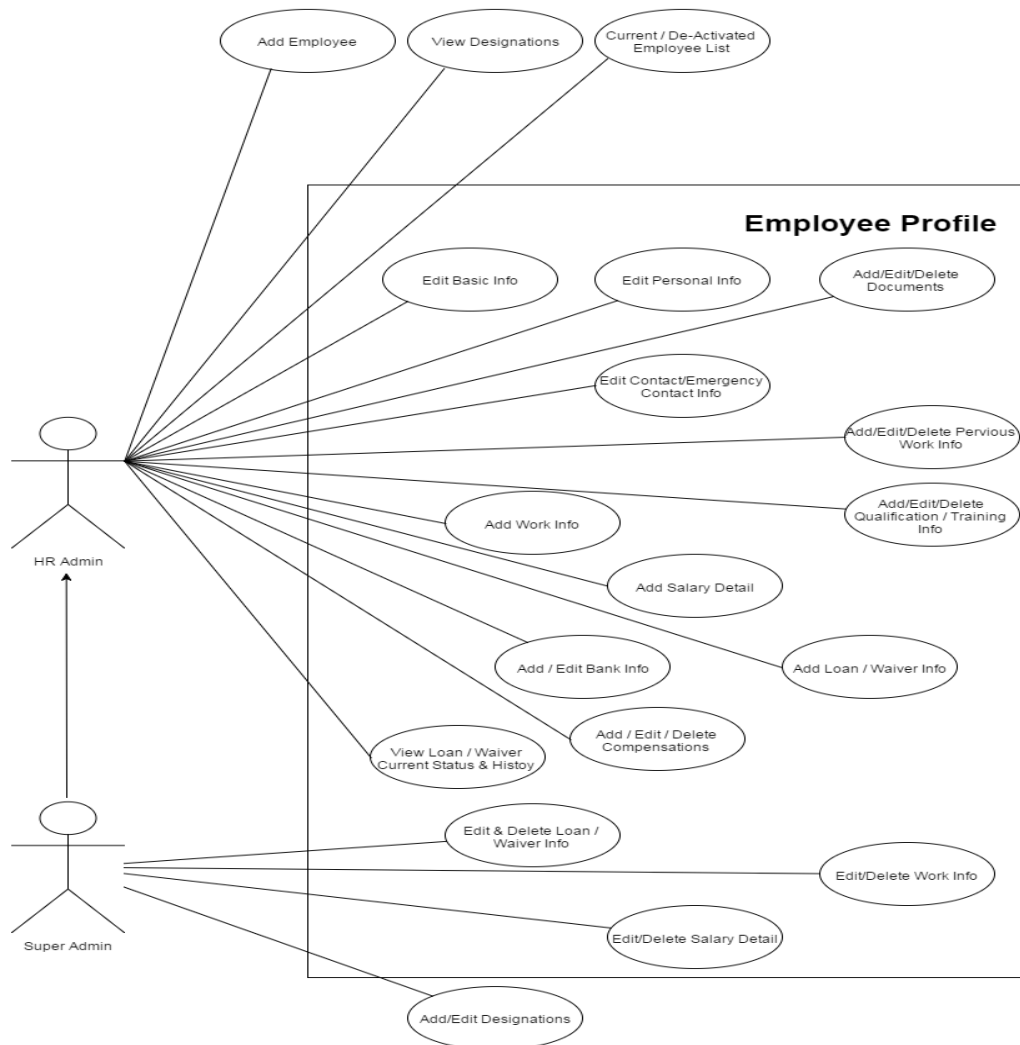 Add Employee
View Designations
Current / De-Activated
Employee List
Employee Profile
Edit Basic Info
Edit Personal Info
Add/Edit/Delete
Documents
Edit Contact/Emergency
Contact Info
Add/Edit/Delete Pervious
Work Info
Add/Edit/Delete
Qualification / Training
Info
Add Work Info
HR Admin
Add Salary Detail
Add / Edit Bank Info
Add Loan / Waiver Info
Add / Edit / Delete
Compensations
View Loan / Waiver
Current Status & Histoy
Edit & Delete Loan /
Waiver Info
Edit/Delete Work Info
Edit/Delete Salary Detail
Super Admin
Add/Edit Designations